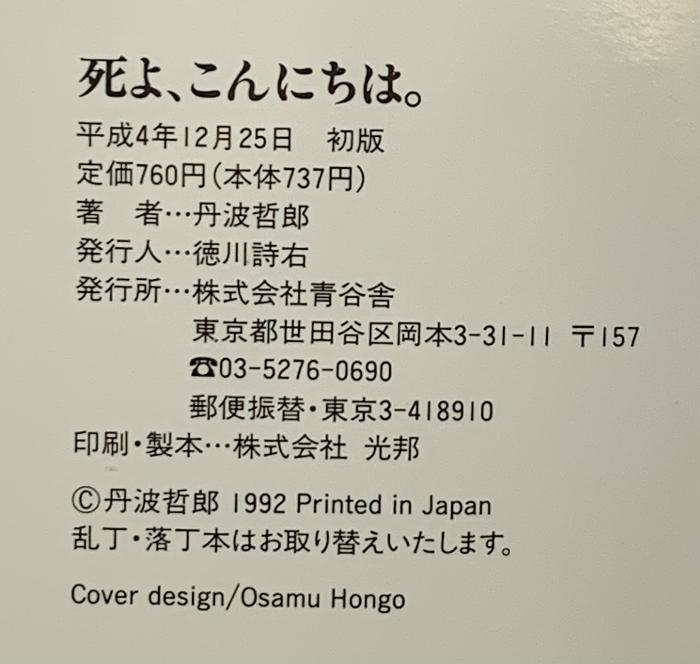 死よ、こんにちは。
平成4年12月25日　初版
定価760円(本体737円)
著　者…丹波哲郎
発行人…徳川詩右
発行所…株式会社青谷舎
東京都世田谷区岡本3-31-11 〒157
☎03-5276-0690
郵便振替・東京3-418910
印刷・製本…株式会社 光邦
©丹波哲郎 1992 Printed in Japan
乱丁・落丁本はお取り替えいたします。
Cover design/Osamu Hongo